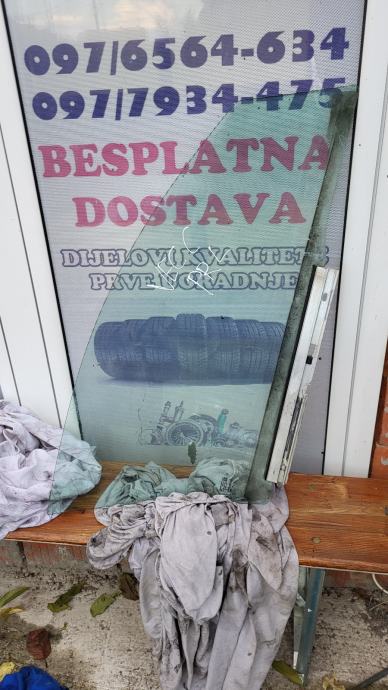 097/6564-634
097/7934-475
BESPLATNA
DOSTAVA
DIJELOVI KVALITETE
PRVE UGRADNJE